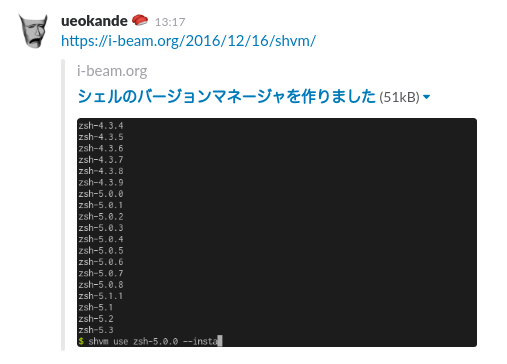 ueokande 13:17
https://i-beam.org/2016/12/16/shvm/
i-beam.org
シェルのバージョンマネージャを作りました (51kB)
zsh-4.3.4
zsh-4.3.5
zsh-4.3.6
zsh-4.3.7
zsh-4.3.8
zsh-4.3.9
zsh-5.0.0
zsh-5.0.1
zsh-5.0.2
zsh-5.0.3
zsh-5.0.4
zsh-5.0.5
zsh-5.0.6
zsh-5.0.7
zsh-5.0.8
zsh-5.1.1
zsh-5.1
zsh-5.2
zsh-5.3
$ shvm use zsh-5.0.0 --insta